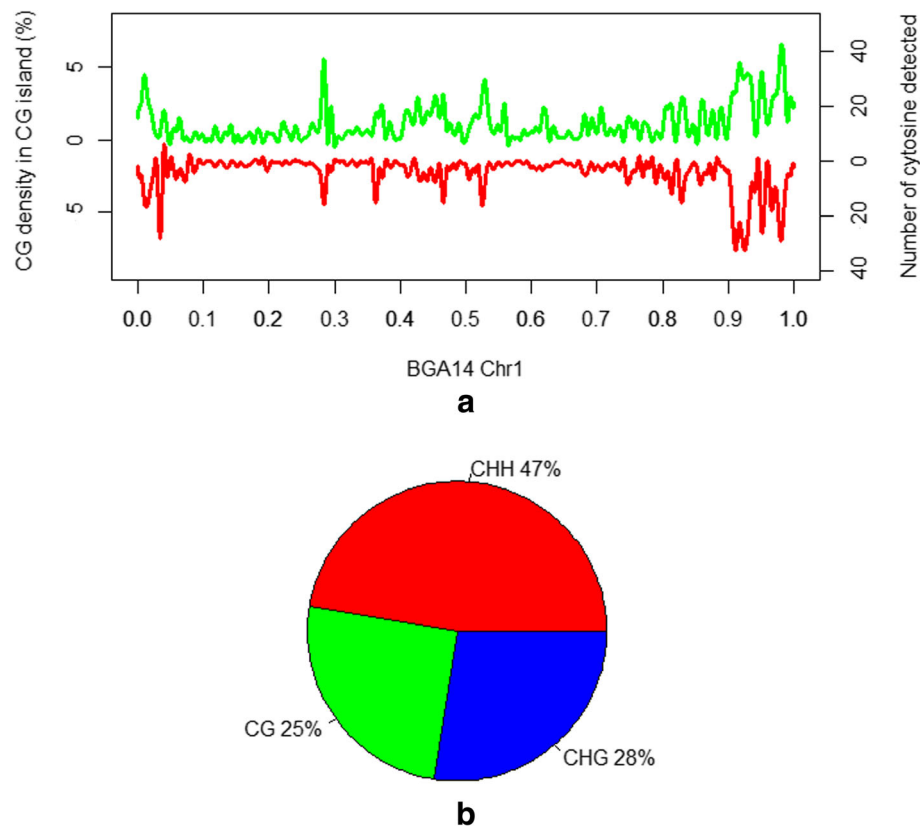 CG density in CG island (%)
5
0
5
40
20
0
20
40
Number of cytosine detected
0.0 0.1 0.2 0.3 0.4 0.5 0.6 0.7 0.8 0.9 1.0
BGA14 Chr1
a
CHH 47%
CG 25%
CHG 28%
b